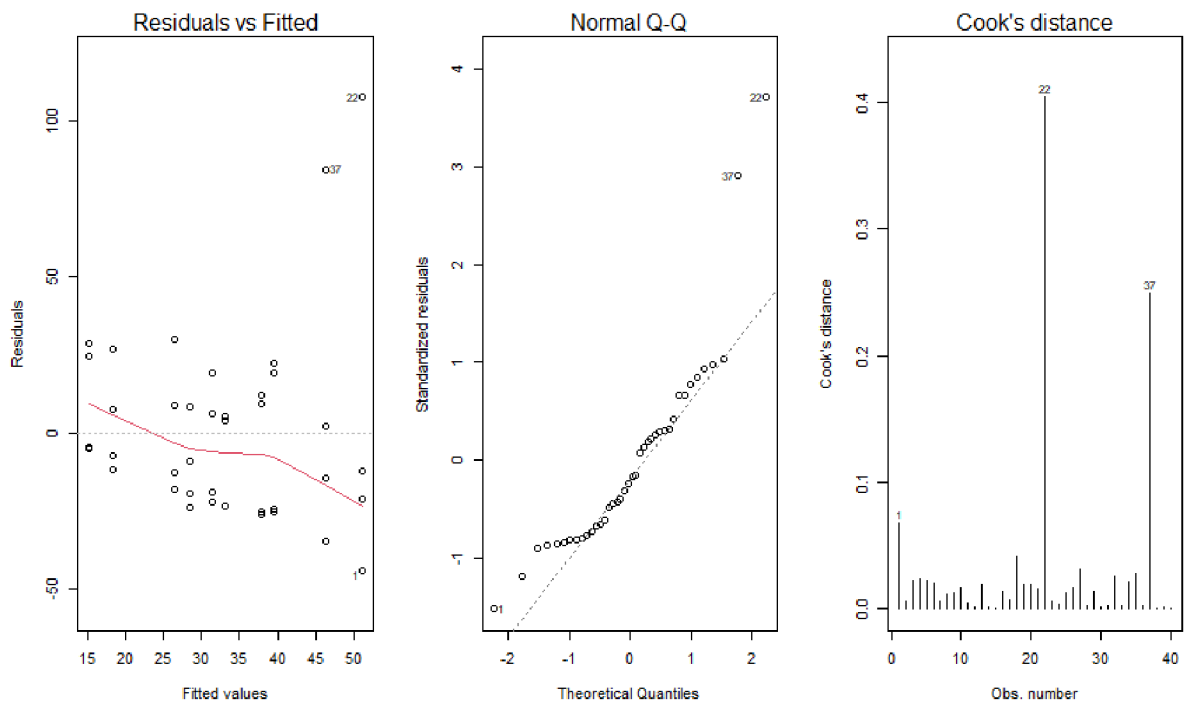 Residuals vs Fitted
Residuals
100
50
0
-50
22
37
1
15 20 25 30 35 40 45 50
Fitted values
Normal Q-Q
Standardized residuals
4
3
2
1
0
-1
22
37
1
-2 -1 0 1 2
Theoretical Quantiles
Cook's distance
Cook's distance
0.4
0.3
0.2
0.1
0.0
22
37
1
0 10 20 30 40
Obs. number